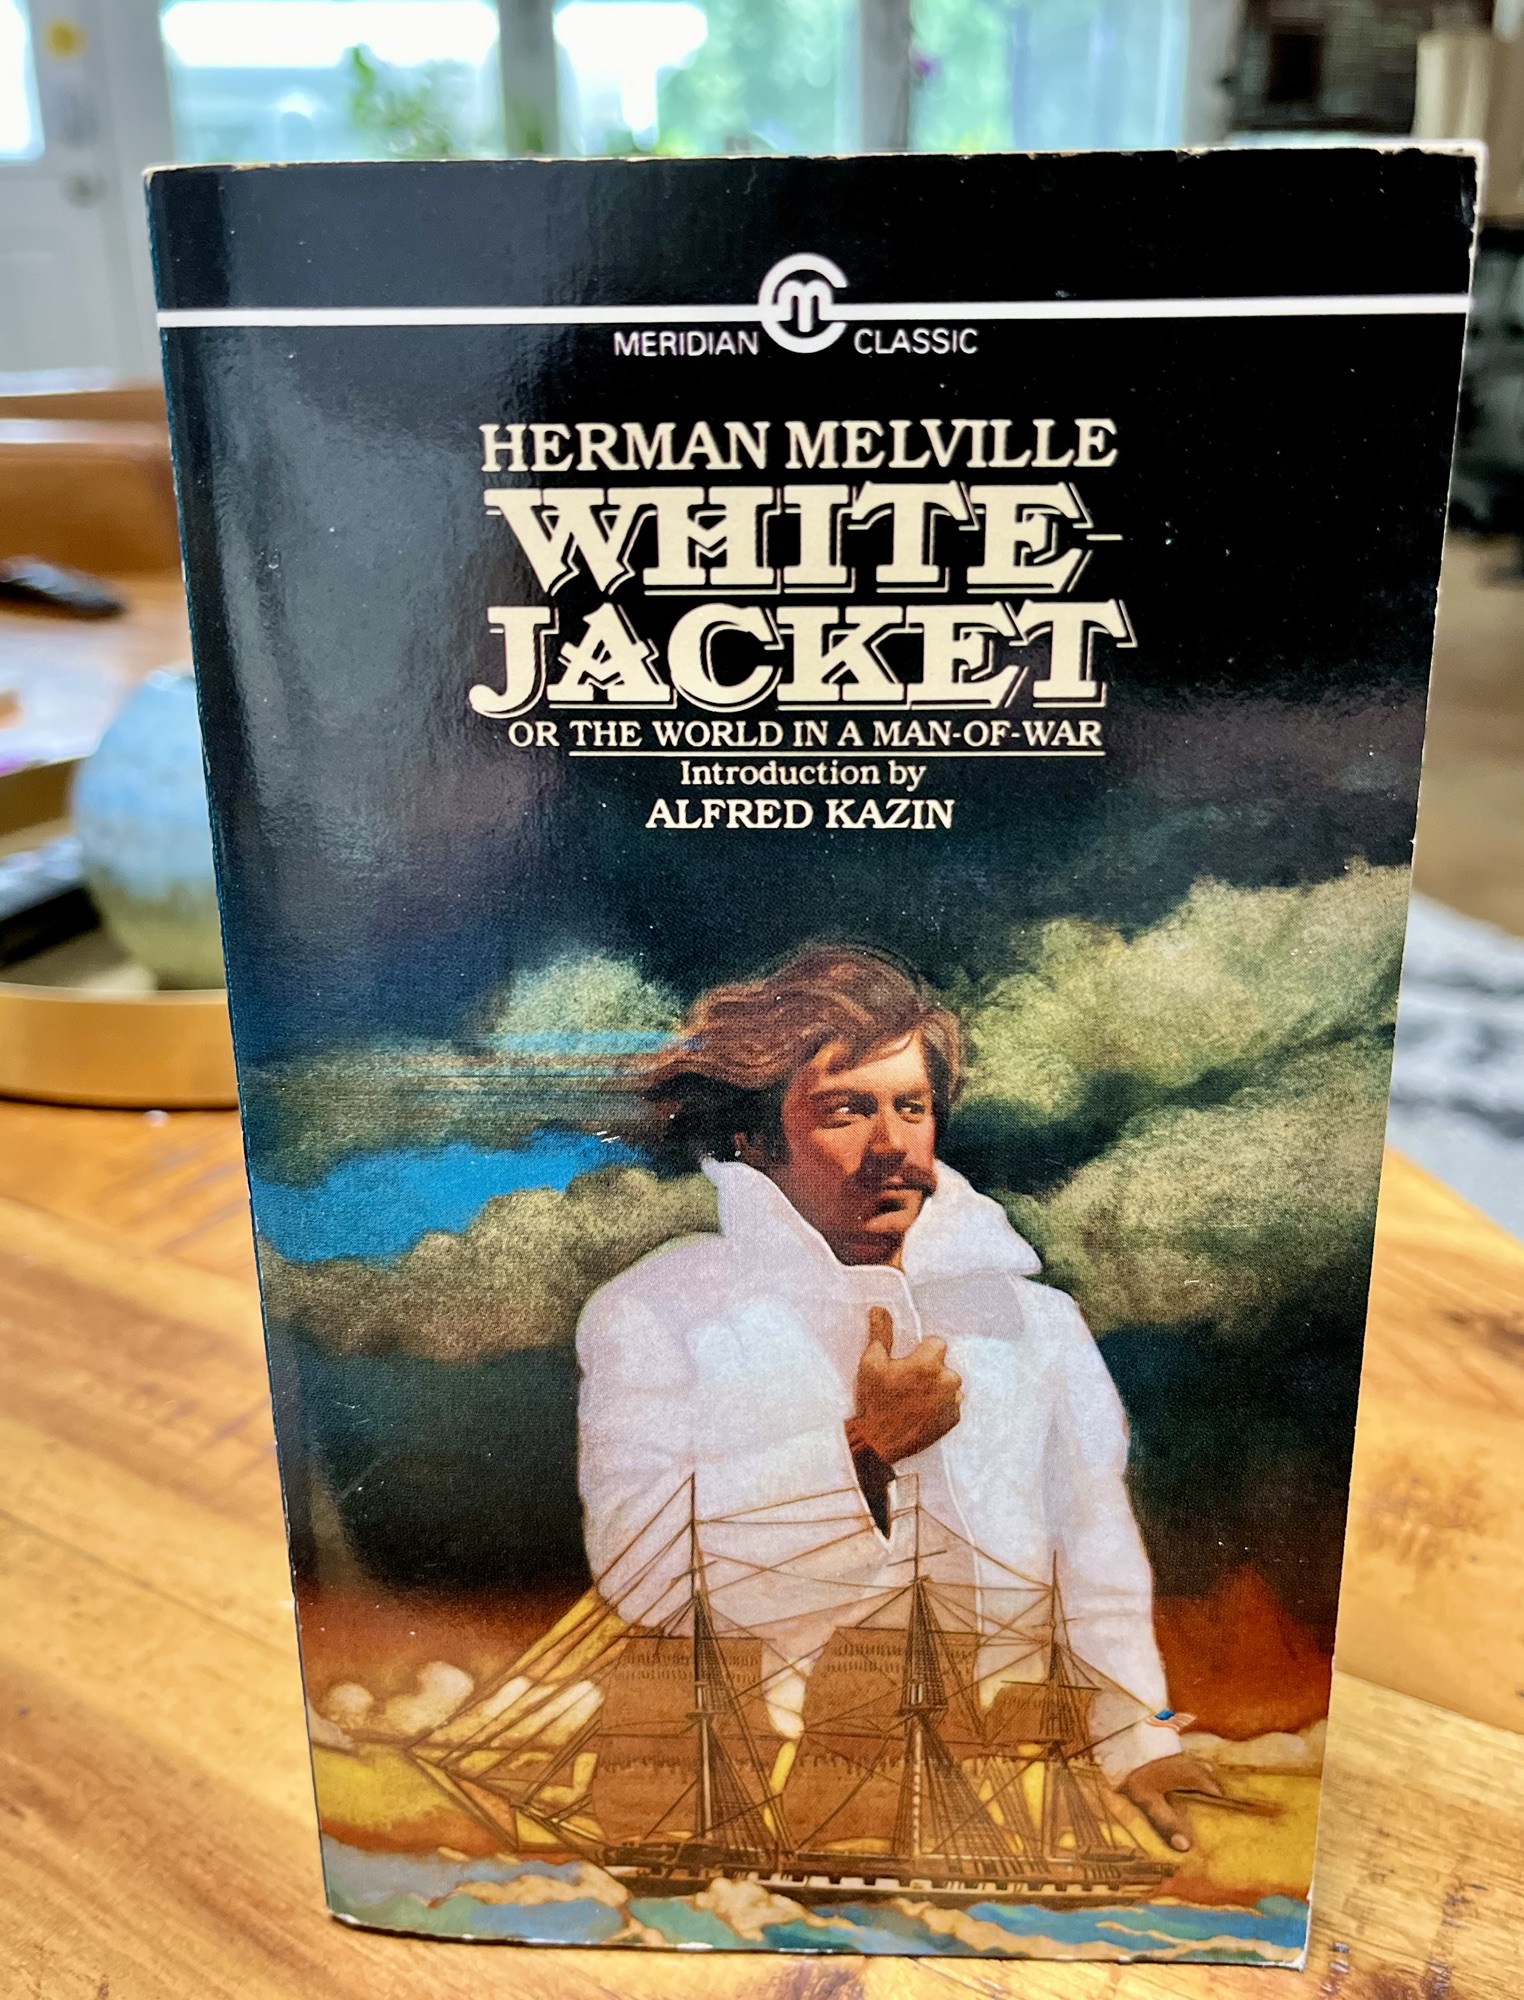 MERIDIAN CLASSIC
HERMAN MELVILLE
WHITE-
JACKET
OR THE WORLD IN A MAN-OF-WAR
Introduction by
ALFRED KAZIN